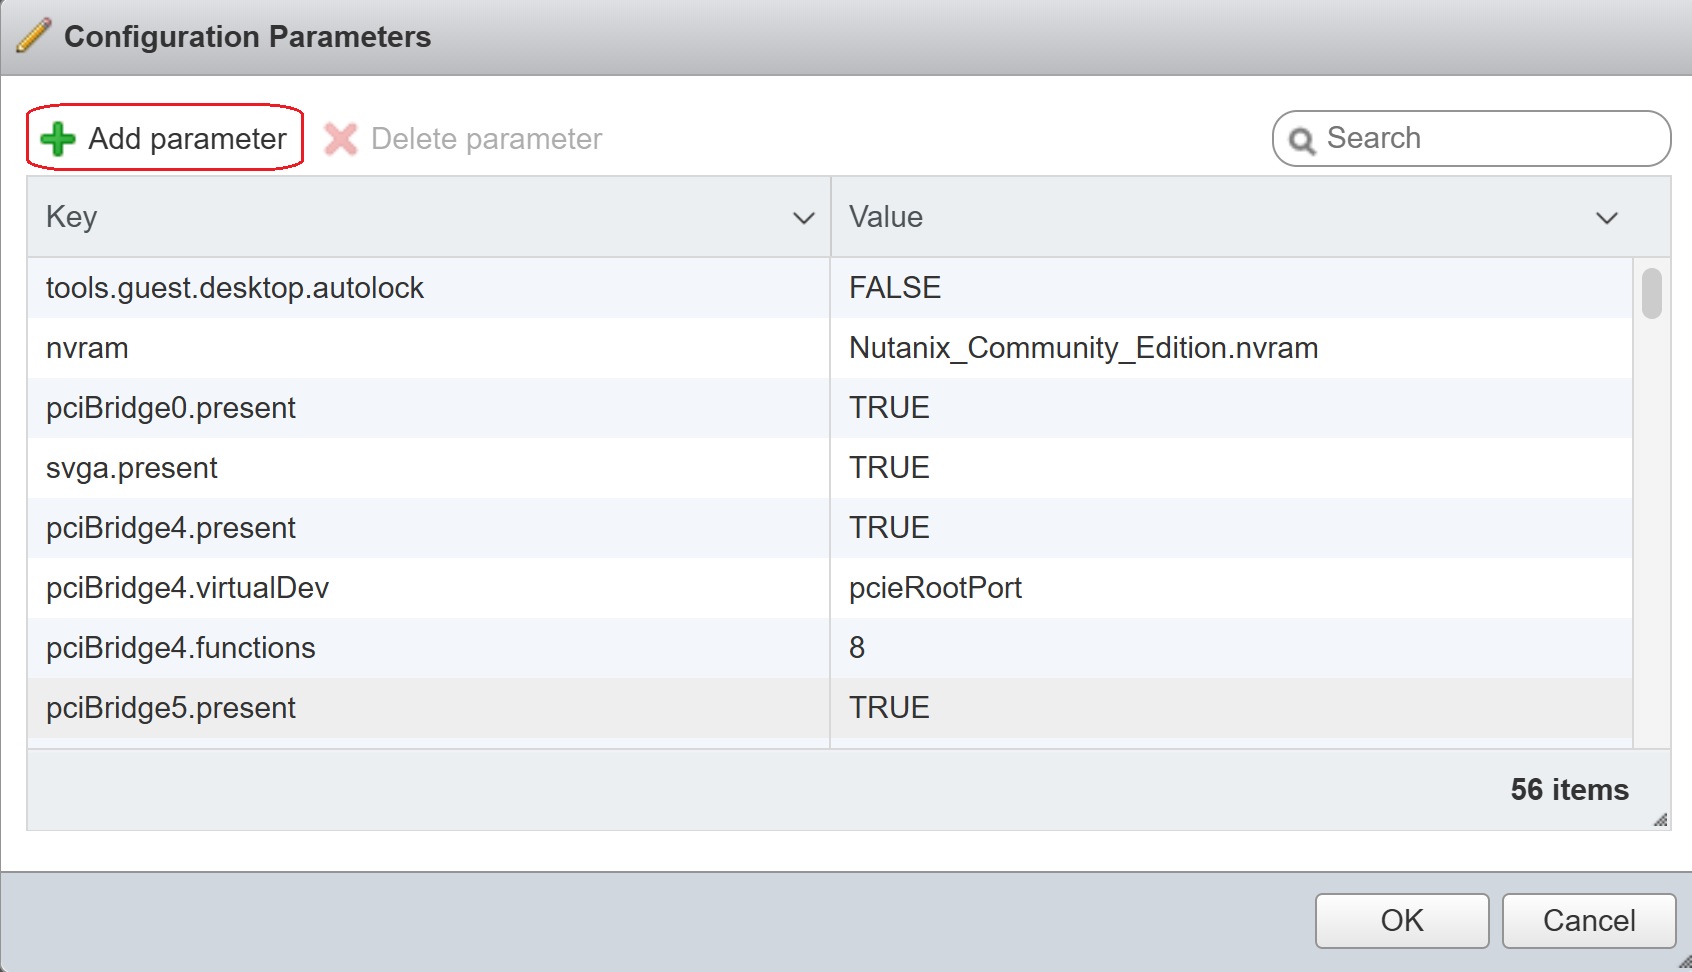 Configuration Parameters
Add parameter Delete parameter Search
Key Value
tools.guest.desktop.autolock FALSE
nvram Nutanix_Community_Edition.nvram
pciBridge0.present TRUE
svga.present TRUE
pciBridge4.present TRUE
pciBridge4.virtualDev pcieRootPort
pciBridge4.functions 8
pciBridge5.present TRUE
56 items
OK Cancel